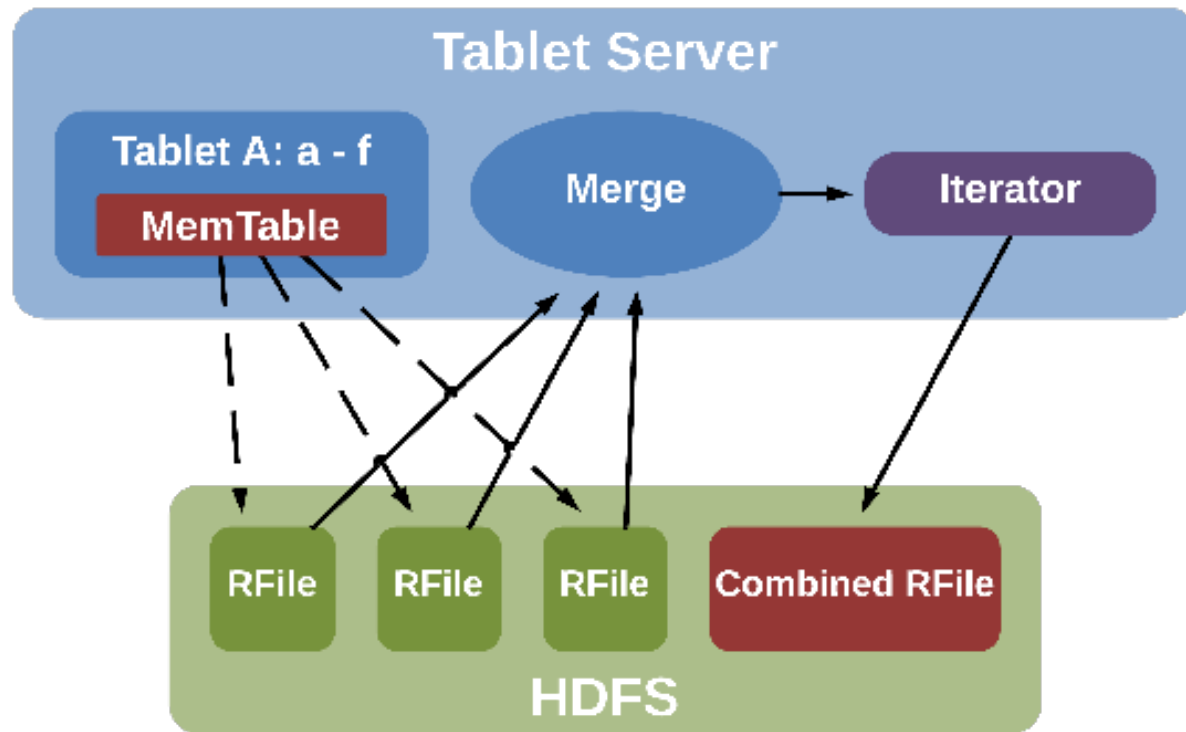 Tablet Server
Tablet A: a - f
MemTable
Merge
Iterator
RFile
RFile
RFile
Combined RFile
HDFS